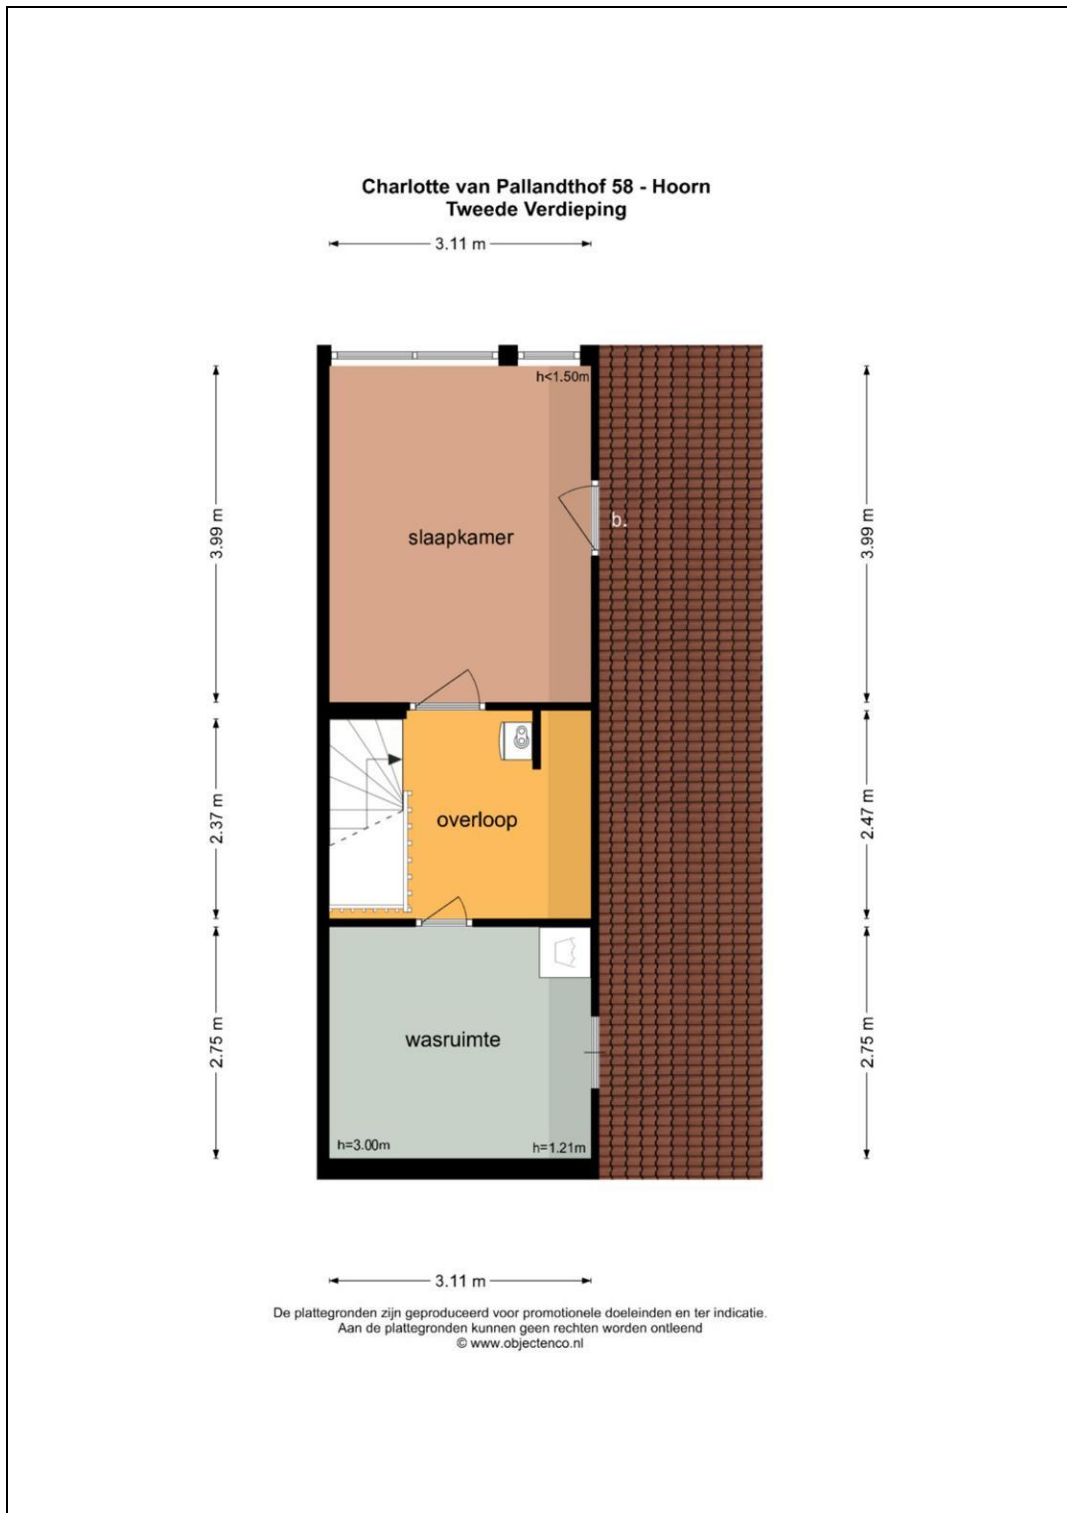 Charlotte van Pallandthof 58 - Hoorn
Tweede Verdieping
3.11 m
h<1.50m
3.99 m
slaapkamer
b.
3.99 m
2.37 m
overloop
2.47 m
2.75 m
wasruimte
2.75 m
h=3.00m
h=1.21m
3.11 m
De plattegronden zijn geproduceerd voor promotionele doeleinden en ter indicatie.
Aan de plattegronden kunnen geen rechten worden ontleend
© www.objectenco.nl